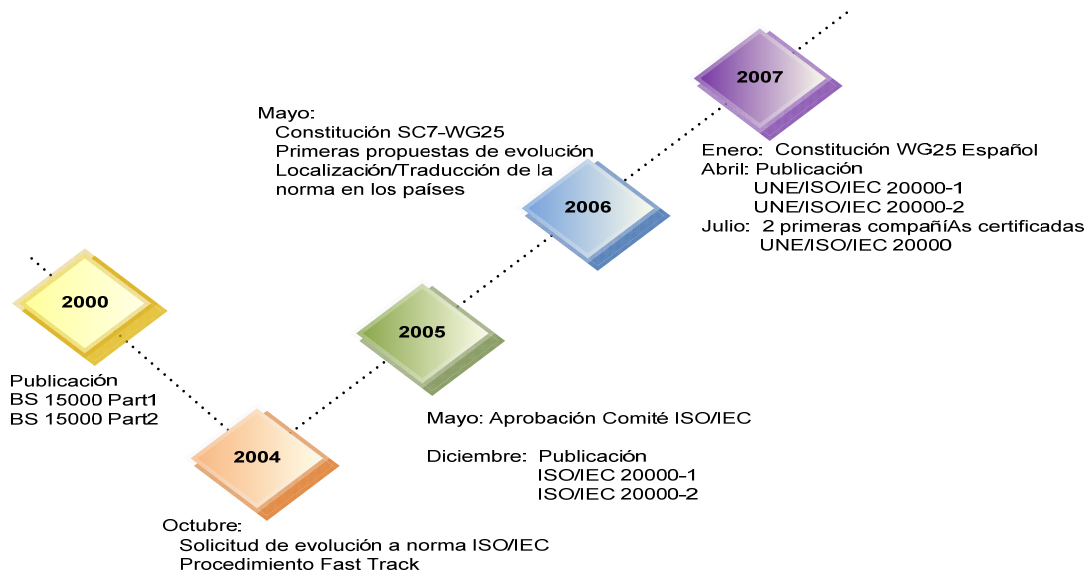 2000
Publicación
BS 15000 Part1
BS 15000 Part2
2004
Octubre:
Solicitud de evolución a norma ISO/IEC
Procedimiento Fast Track
2005
Mayo: Aprobación Comité ISO/IEC
Diciembre: Publicación
ISO/IEC 20000-1
ISO/IEC 20000-2
2006
Mayo:
Constitución SC7-WG25
Primeras propuestas de evolución
Localización/Traducción de la
norma en los países
2007
Enero: Constitución WG25 Español
Abril: Publicación
UNE/ISO/IEC 20000-1
UNE/ISO/IEC 20000-2
Julio: 2 primeras compañíAs certificadas
UNE/ISO/IEC 20000